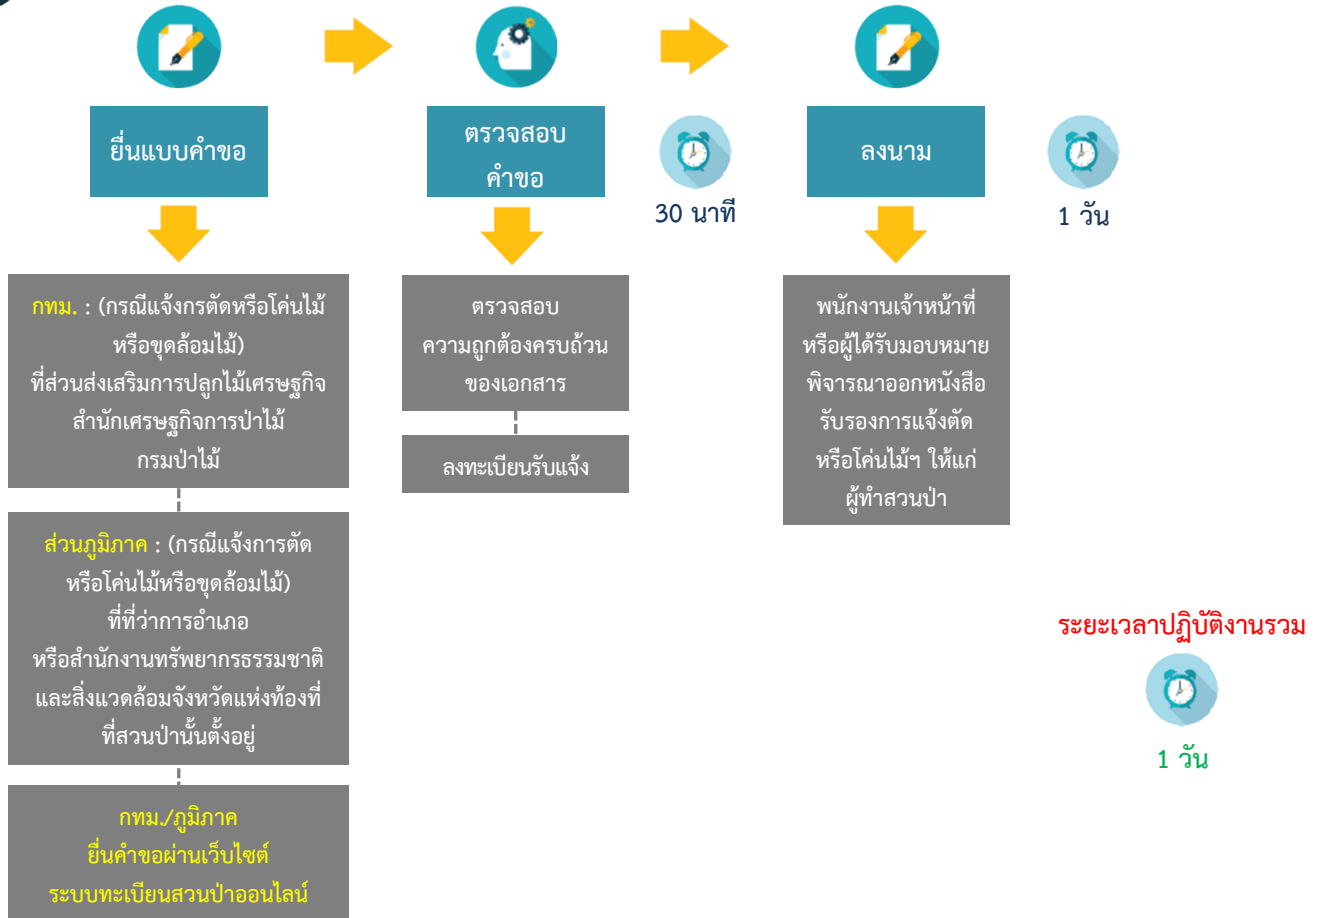 ยื่นแบบคำขอ
ตรวจสอบ
คำขอ
30 นาที
ลงนาม
1 วัน
กทม. : (กรณีแจ้งกรตัดหรือโค่นไม้
หรือขุดล้อมไม้)
ที่ส่วนส่งเสริมการปลูกไม้เศรษฐกิจ
สำนักเศรษฐกิจการป่าไม้
กรมป่าไม้
ส่วนภูมิภาค : (กรณีแจ้งการตัด
หรือโค่นไม้หรือขุดล้อมไม้)
ที่ที่ว่าการอำเภอ
หรือสำนักงานทรัพยากรธรรมชาติ
และสิ่งแวดล้อมจังหวัดแห่งท้องที่
ที่สวนป่านั้นตั้งอยู่
กทม./ภูมิภาค
ยื่นคำขอผ่านเว็บไซต์
ระบบทะเบียนสวนป่าออนไลน์
ตรวจสอบ
ความถูกต้องครบถ้วน
ของเอกสาร
ลงทะเบียนรับแจ้ง
พนักงานเจ้าหน้าที่
หรือผู้ได้รับมอบหมาย
พิจารณาออกหนังสือ
รับรองการแจ้งตัด
หรือโค่นไม้ฯ ให้แก่
ผู้ทำสวนป่า
ระยะเวลาปฏิบัติงานรวม
1 วัน